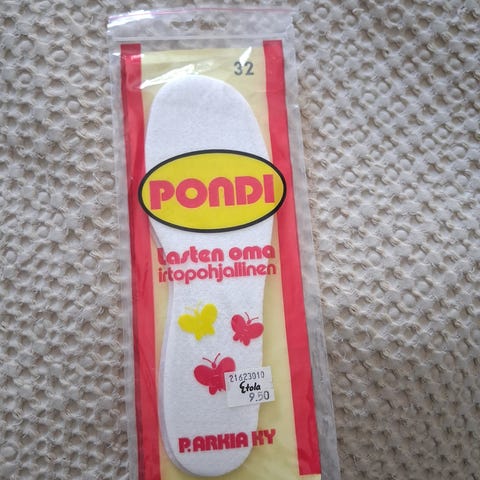 32
PONDI
Lasten oma
irtopohjallinen
21623010
Etola
9.50
P.ARKIA KY